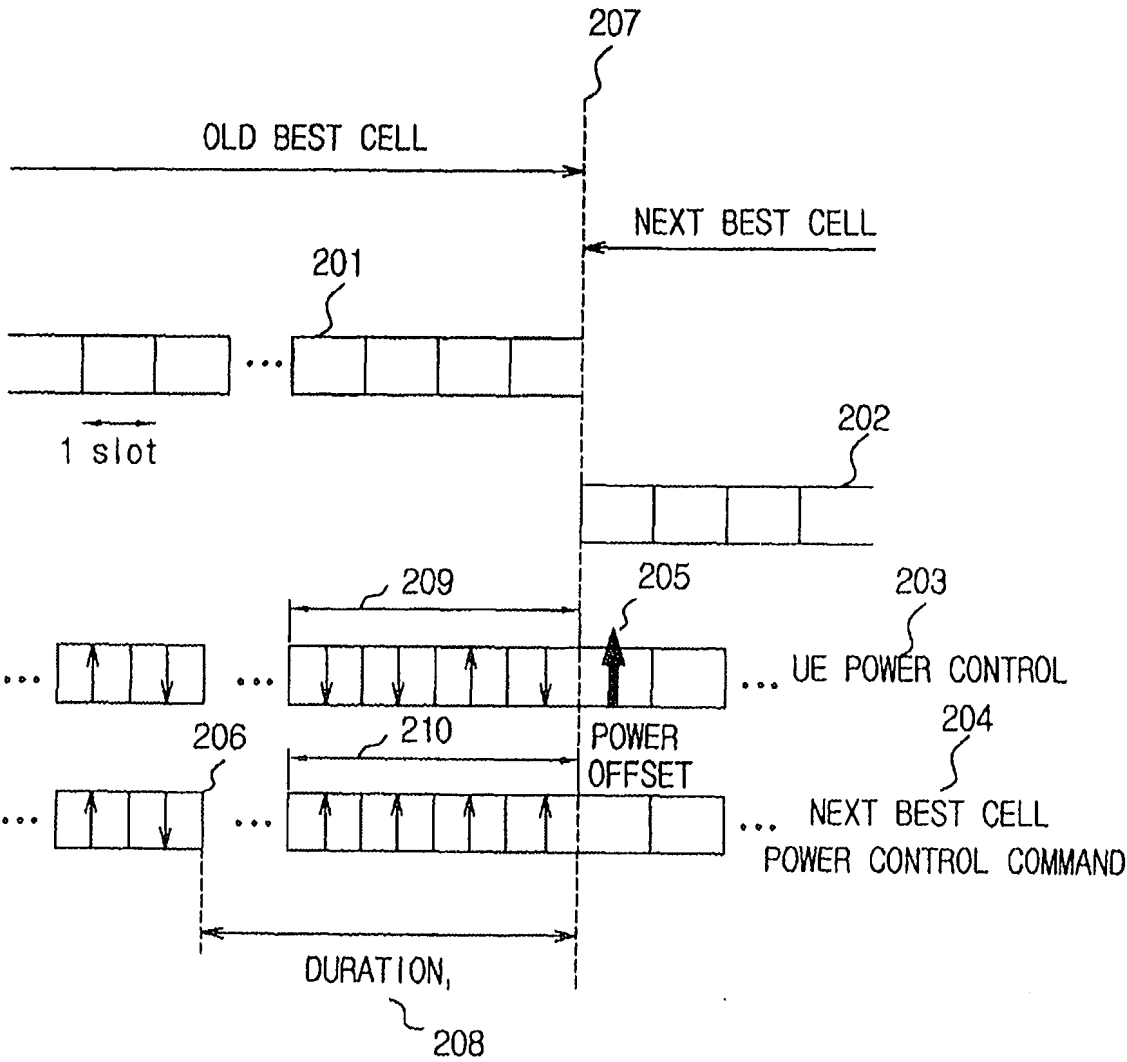 207
OLD BEST CELL
NEXT BEST CELL
201
...
1 slot
202
209
205
203
... ... ... UE POWER CONTROL
206
210
POWER
OFFSET
204
... ... ... NEXT BEST CELL
POWER CONTROL COMMAND
DURATION,
208